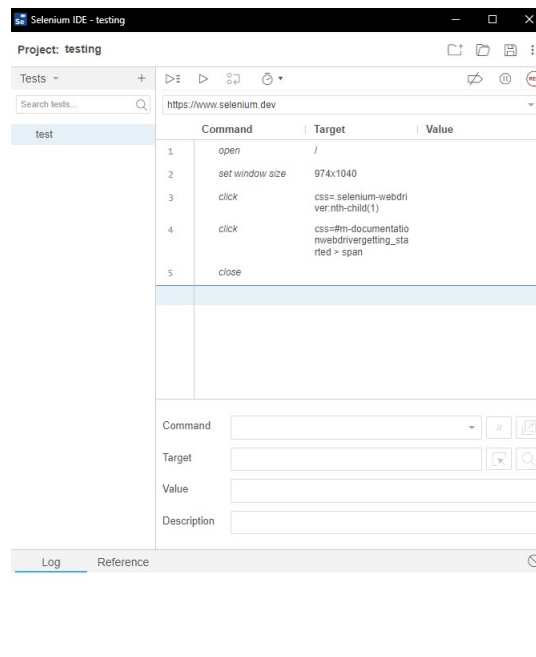 Se Selenium IDE - testing
Project: testing
Tests
Search tests...
test
https://www.selenium.dev
Command Target Value
1 open /
2 set window size 974x1040
3 click css=.selenium-webdri
ver:nth-child(1)
4 click css=#m-documentatio
nwebdrivergetting_sta
rted > span
5 close
Command
//
Target
Value
Description
Log Reference